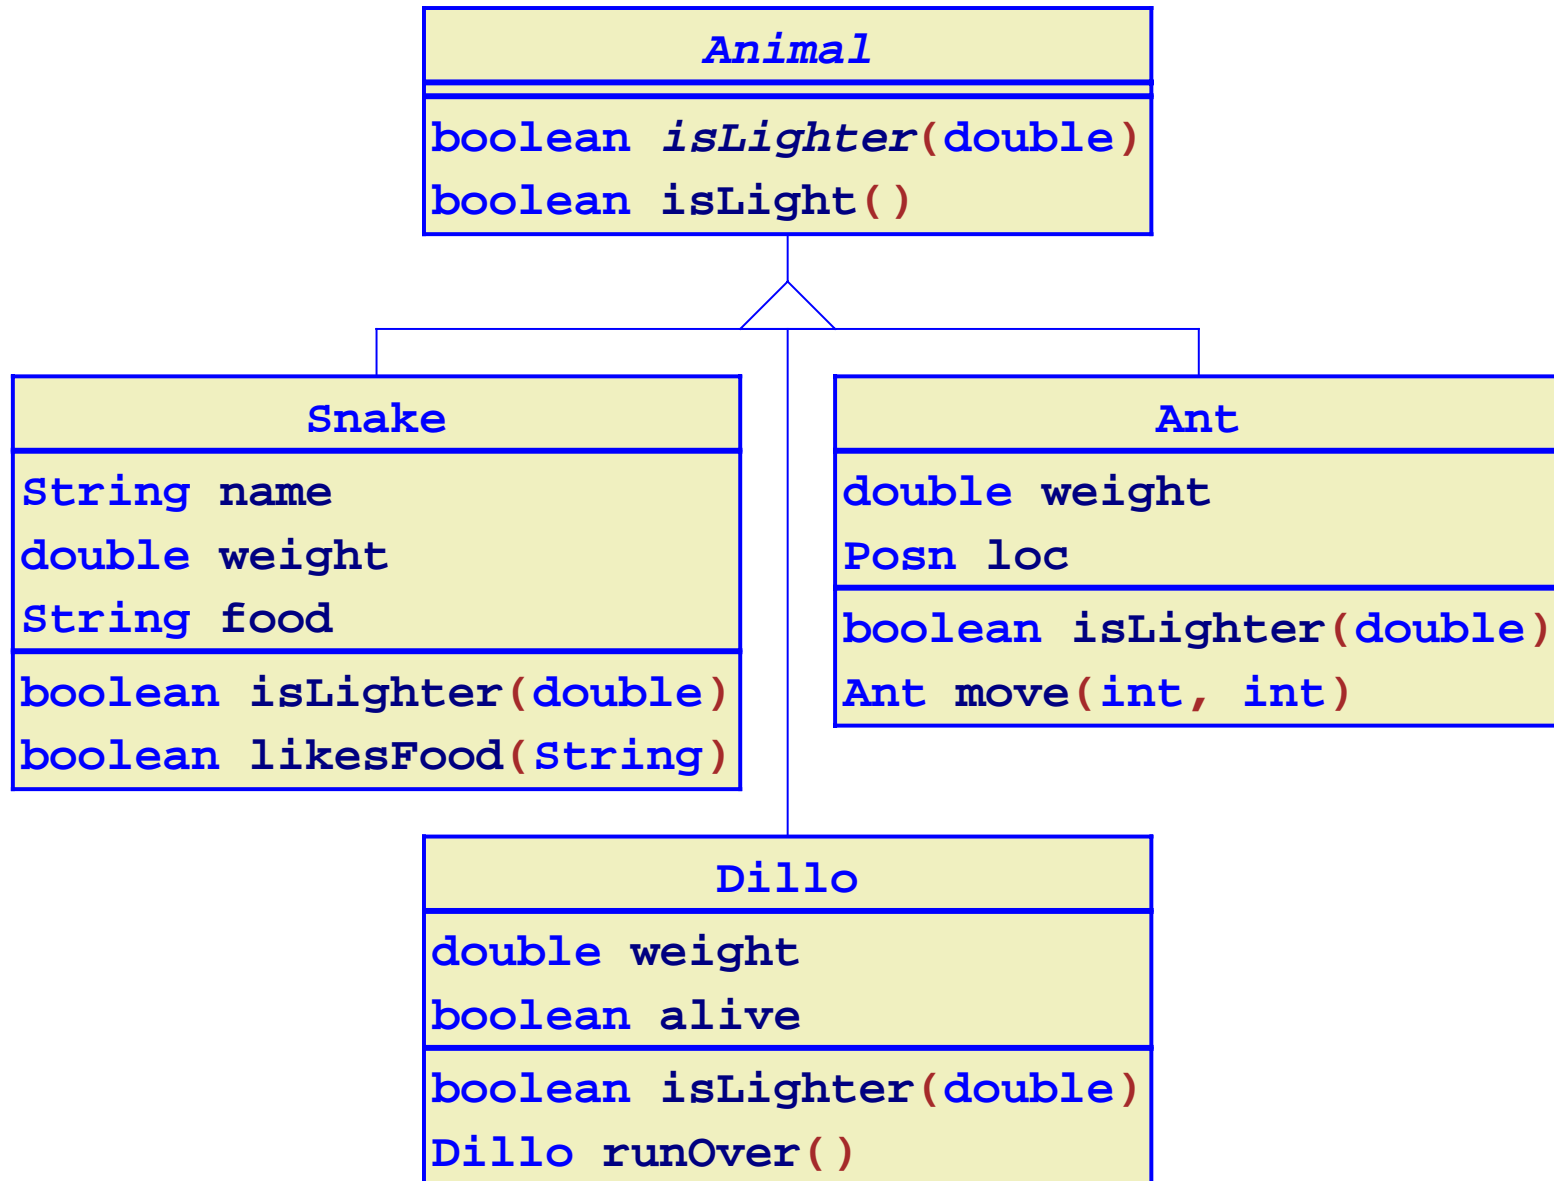 Animal
boolean isLighter(double)
boolean isLight()
Snake
String name
double weight
String food
boolean isLighter(double)
boolean likesFood(String)
Ant
double weight
Posn loc
boolean isLighter(double)
Ant move(int, int)
Dillo
double weight
boolean alive
boolean isLighter(double)
Dillo runOver()